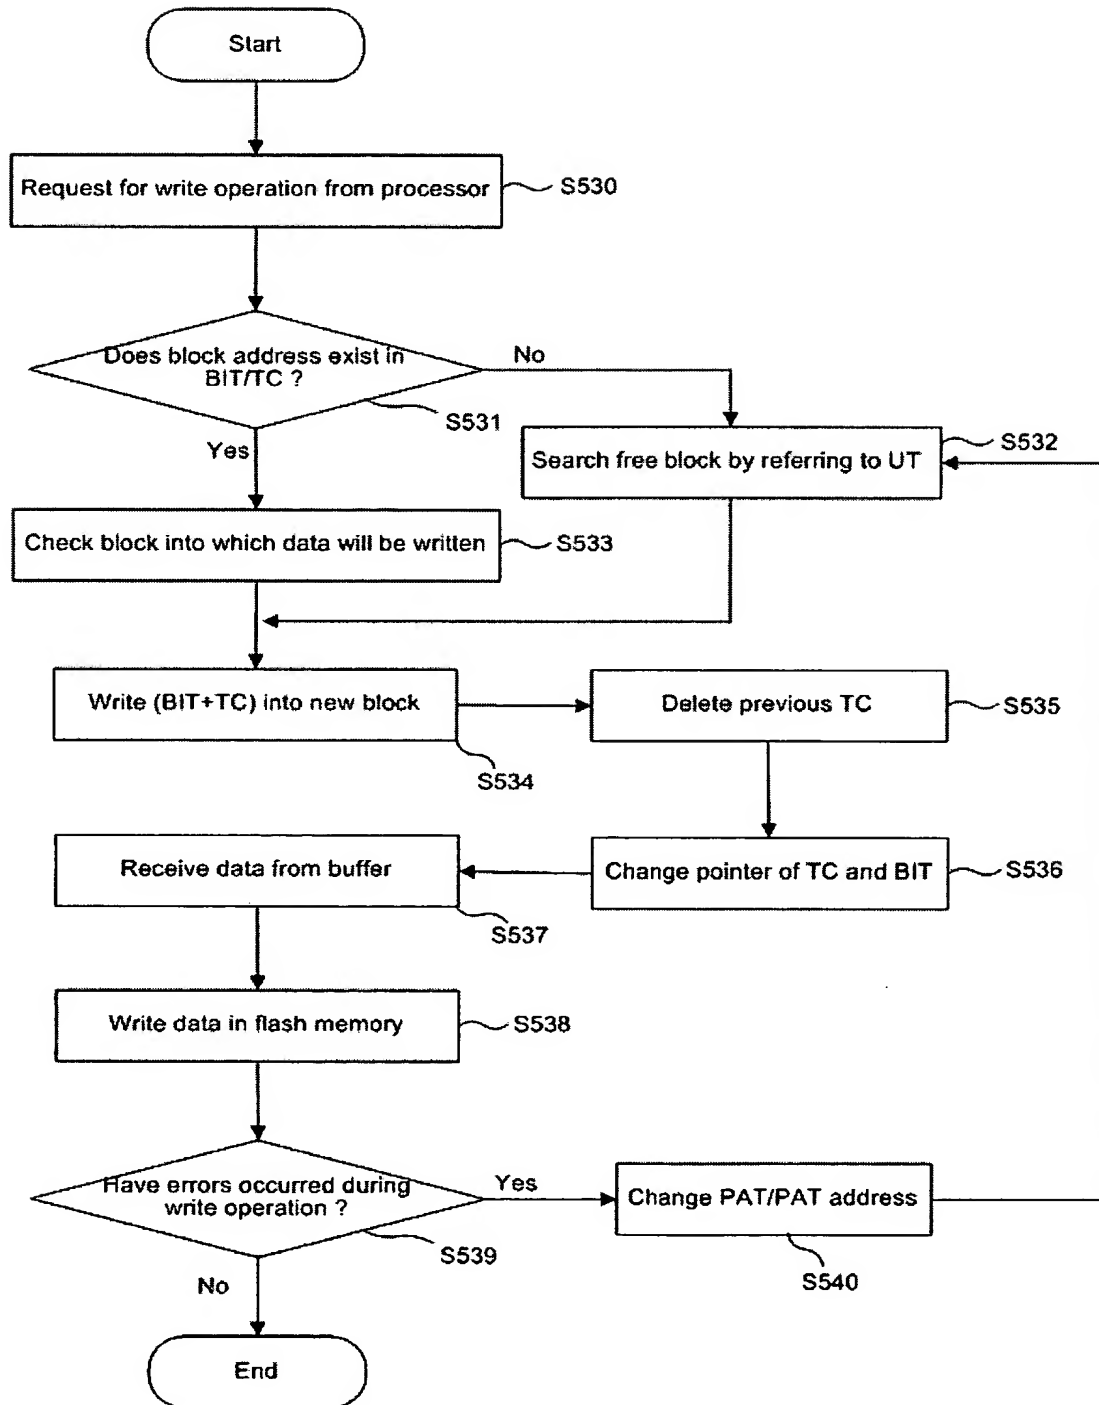 Start
Request for write operation from processor
S530
Does block address exist in
BIT/TC ?
No
S531
Yes
S532
Search free block by referring to UT
Check block into which data will be written
S533
Write (BIT+TC) into new block
S534
Delete previous TC
S535
Change pointer of TC and BIT
S536
Receive data from buffer
S537
Write data in flash memory
S538
Have errors occurred during
write operation ?
Yes
S539
Change PAT/PAT address
S540
No
End